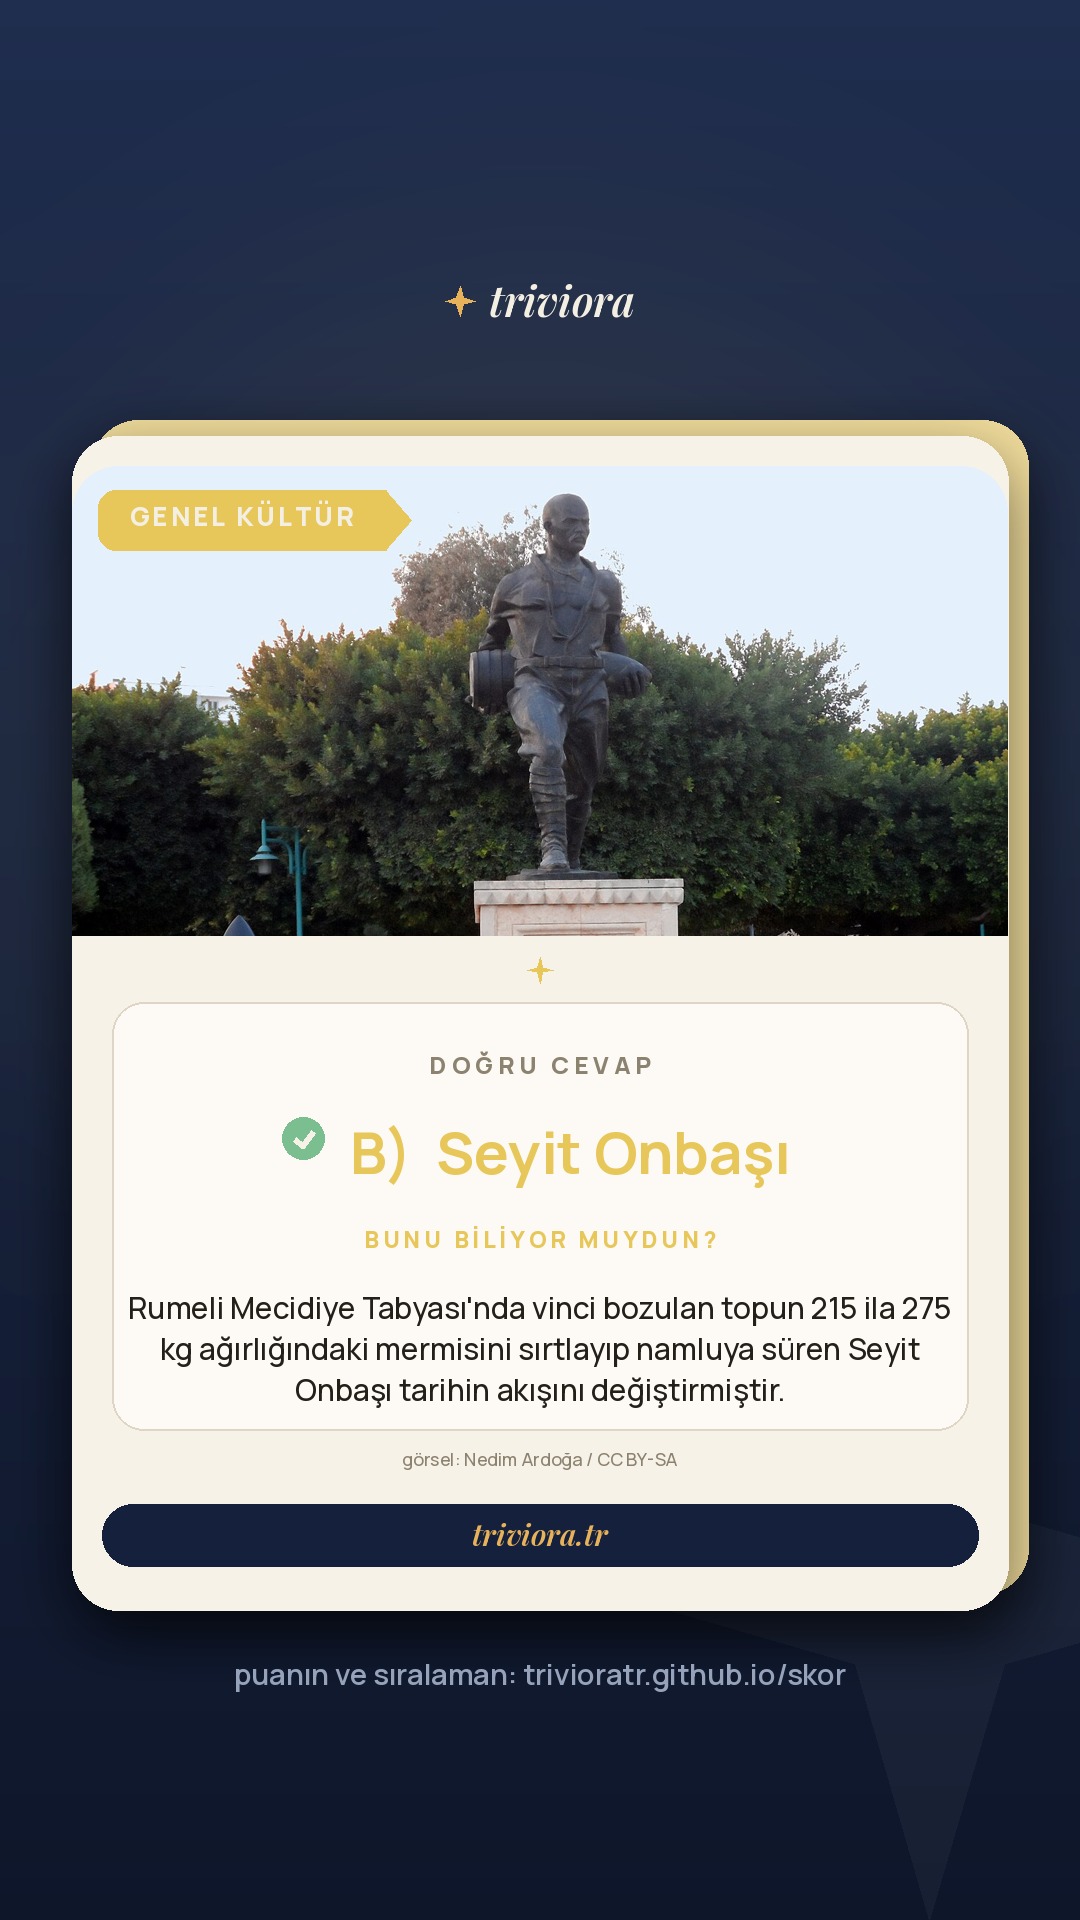 triviora
GENEL KÜLTÜR
DOĞRU CEVAP
B) Seyit Onbaşı
BUNU BİLİYOR MUYDUN?
Rumeli Mecidiye Tabyası'nda vinci bozulan topun 215 ila 275
kg ağırlığındaki mermisini sırtlayıp namluya süren Seyit
Onbaşı tarihin akışını değiştirmiştir.
görsel: Nedim Ardoğa / CC BY-SA
triviora.tr
puanın ve sıralaman: trivioratr.github.io/skor